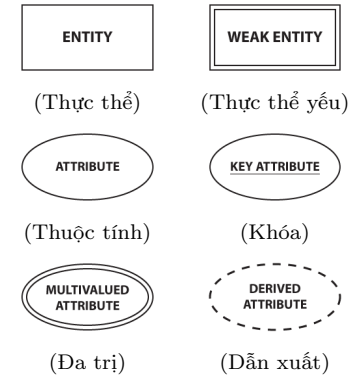 ENTITY
WEAK ENTITY
(Thực thể)
(Thực thể yếu)
ATTRIBUTE
KEY ATTRIBUTE
(Thuộc tính)
(Khóa)
MULTIVALUED
ATTRIBUTE
DERIVED
ATTRIBUTE
(Đa trị)
(Dẫn xuất)